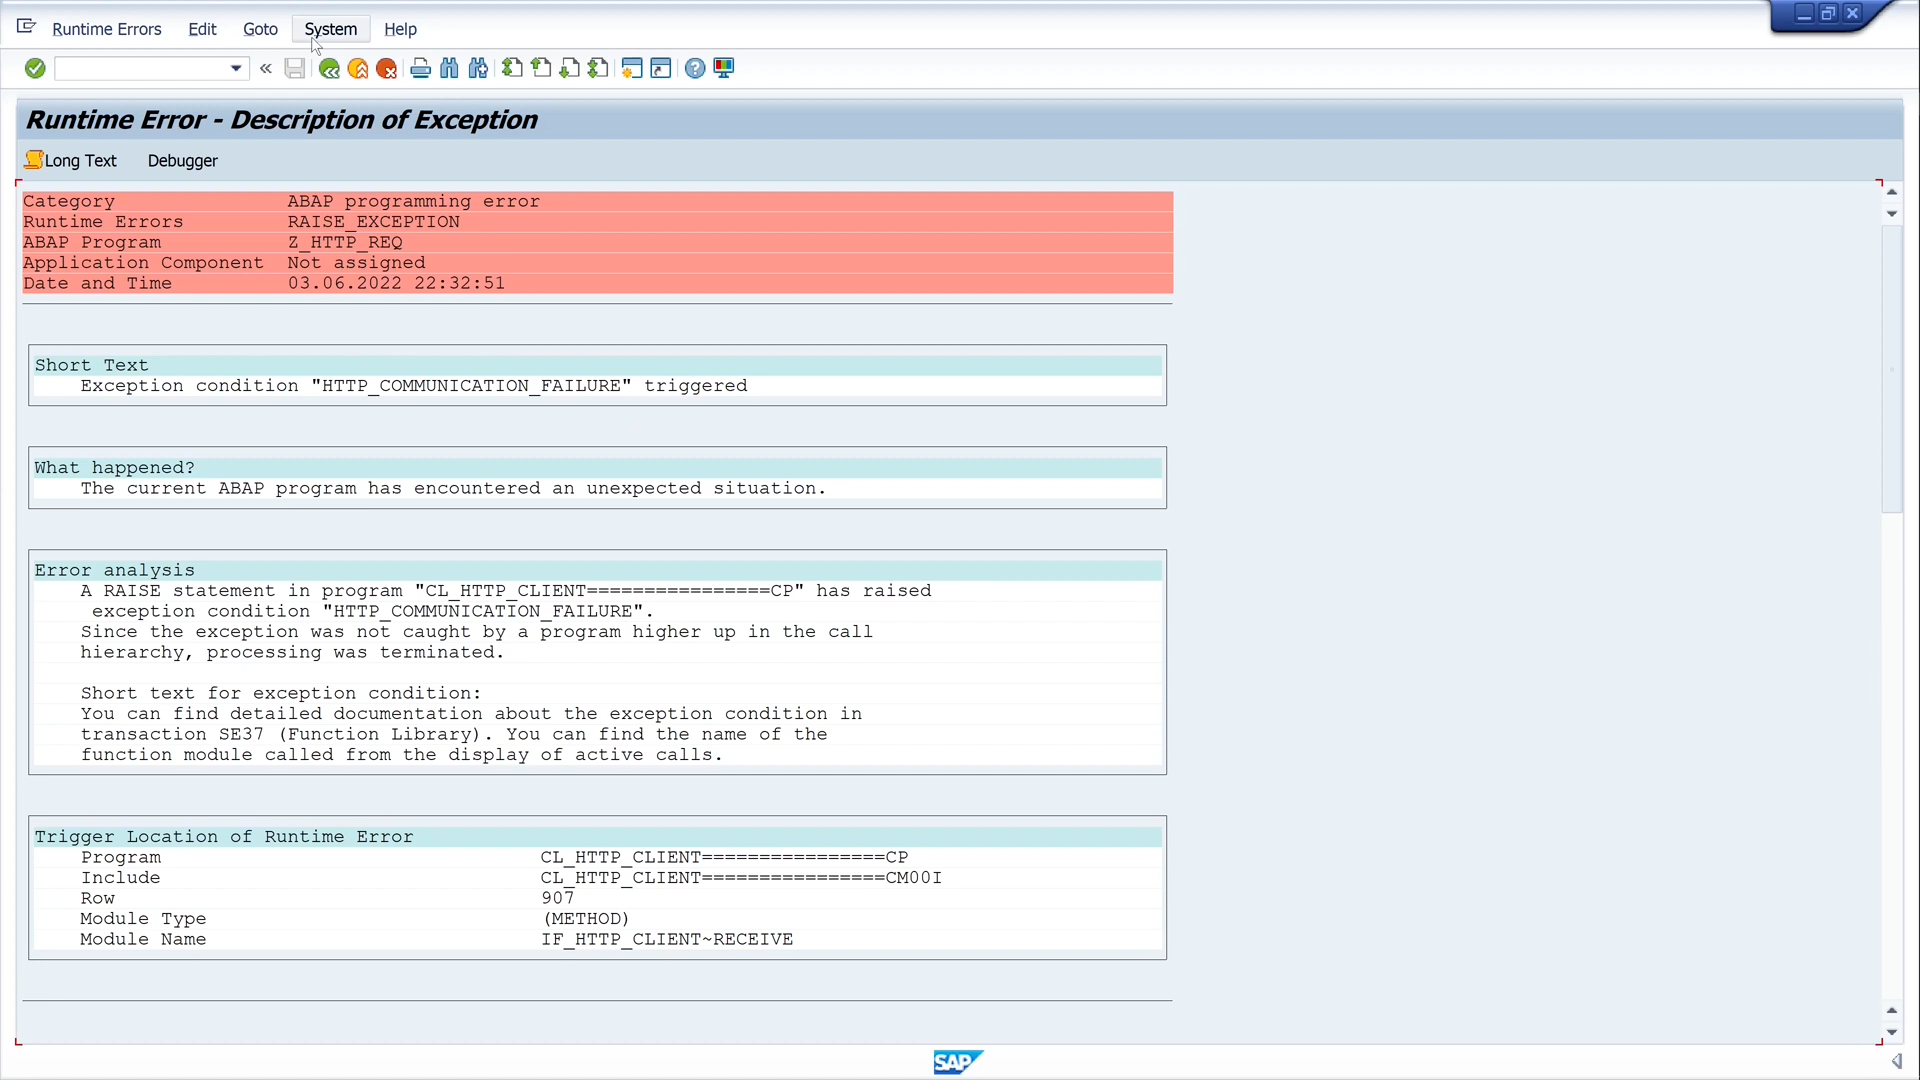 Runtime Errors Edit Goto System Help
Runtime Error - Description of Exception
Long Text Debugger
Category ABAP programming error
Runtime Errors RAISE_EXCEPTION
ABAP Program Z_HTTP_REQ
Application Component Not assigned
Date and Time 03.06.2022 22:32:51
Short Text
Exception condition "HTTP_COMMUNICATION_FAILURE" triggered
What happened?
The current ABAP program has encountered an unexpected situation.
Error analysis
A RAISE statement in program "CL_HTTP_CLIENT================CP" has raised
exception condition "HTTP_COMMUNICATION_FAILURE".
Since the exception was not caught by a program higher up in the call
hierarchy, processing was terminated.
Short text for exception condition:
You can find detailed documentation about the exception condition in
transaction SE37 (Function Library). You can find the name of the
function module called from the display of active calls.
Trigger Location of Runtime Error
Program CL_HTTP_CLIENT================CP
Include CL_HTTP_CLIENT================CM00I
Row 907
Module Type (METHOD)
Module Name IF_HTTP_CLIENT~RECEIVE
SAP